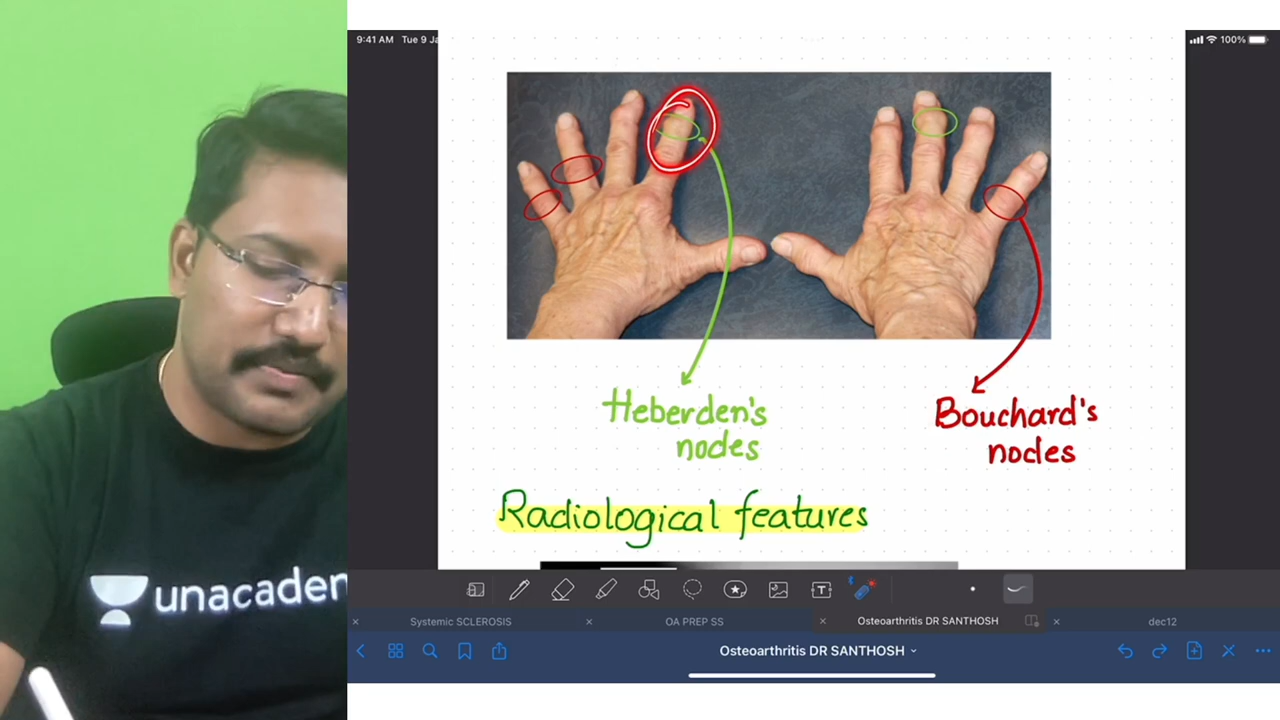 9:41 AM Tue 9 Ja
100%
Heberden's
nodes
Bouchard's
nodes
Radiological features
unacaden
T
Systemic SCLEROSIS
OA PREP SS
Osteoarthritis DR SANTHOSH
dec12
Osteoarthritis DR SANTHOSH